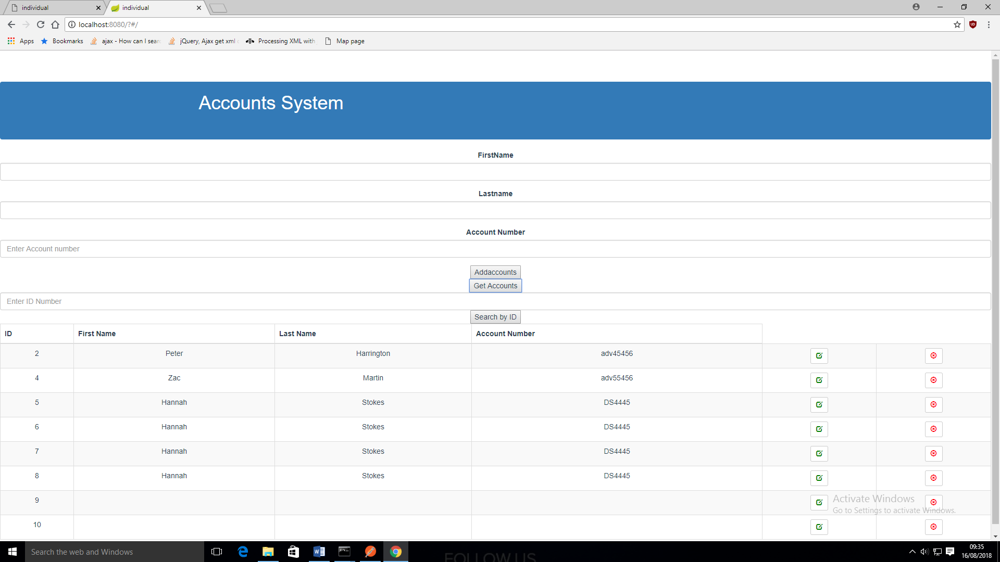 individual
individual
localhost:8080/?#/
Apps
Bookmarks
ajax - How can I sear
jQuery, Ajax get xml
Processing XML with
Map page
Accounts System
FirstName
Lastname
Account Number
Enter Account number
Addaccounts
Get Accounts
Enter ID Number
Search by ID
ID First Name Last Name Account Number
2 Peter Harrington adv45456
4 Zac Martin adv55456
5 Hannah Stokes DS4445
6 Hannah Stokes DS4445
7 Hannah Stokes DS4445
8 Hannah Stokes DS4445
9
10
Activate Windows
Go to Settings to activate Windows.
Search the web and Windows
FOLLOW US
09:35
16/08/2018